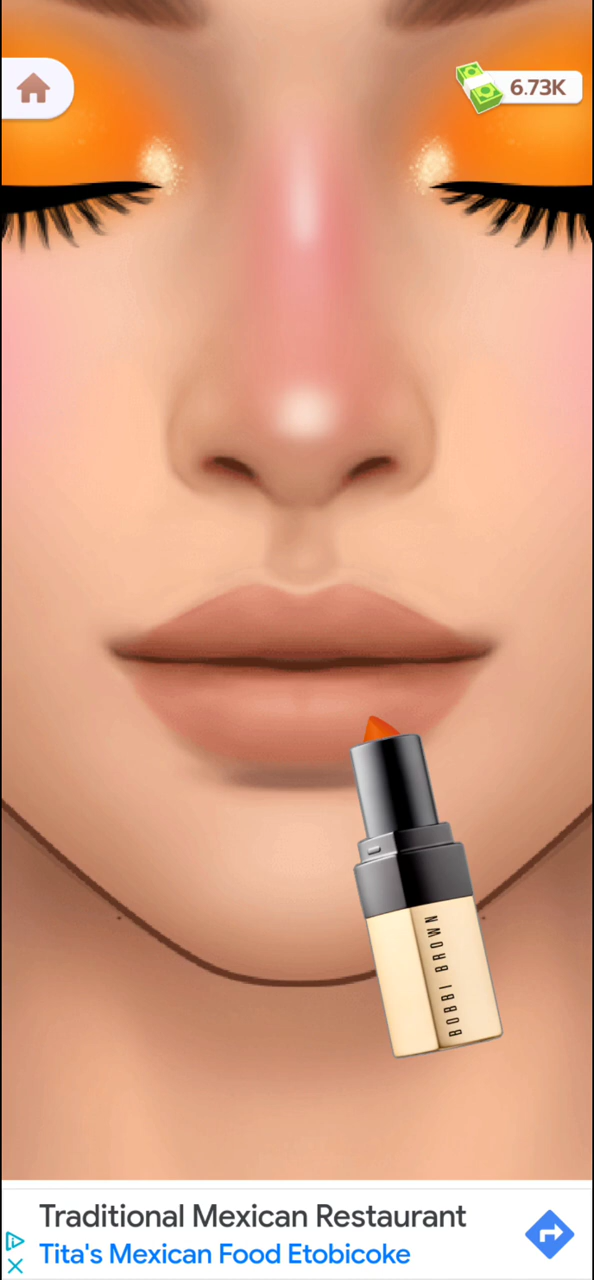 6.73K
BOBBI BROWN
Traditional Mexican Restaurant
Tita's Mexican Food Etobicoke